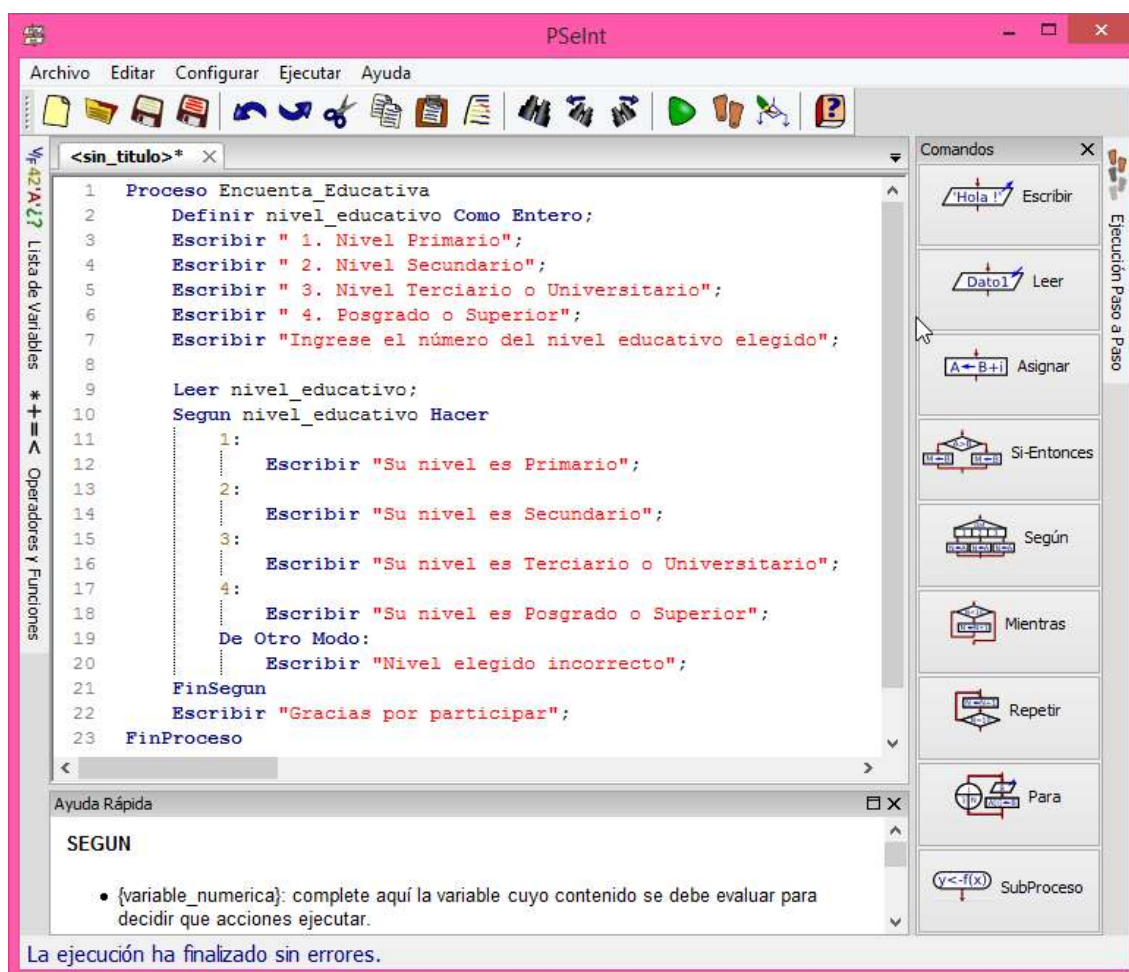 PSeInt
Archivo Editar Configurar Ejecutar Ayuda
<sin_titulo>*
1 Proceso Encuenta_Educativa
2 Definir nivel_educativo Como Entero;
3 Escribir " 1. Nivel Primario";
4 Escribir " 2. Nivel Secundario";
5 Escribir " 3. Nivel Terciario o Universitario";
6 Escribir " 4. Posgrado o Superior";
7 Escribir "Ingrese el número del nivel educativo elegido";
8
9 Leer nivel_educativo;
10 Segun nivel_educativo Hacer
11 1:
12 Escribir "Su nivel es Primario";
13 2:
14 Escribir "Su nivel es Secundario";
15 3:
16 Escribir "Su nivel es Terciario o Universitario";
17 4:
18 Escribir "Su nivel es Posgrado o Superior";
19 De Otro Modo:
20 Escribir "Nivel elegido incorrecto";
21 FinSegun
22 Escribir "Gracias por participar";
23 FinProceso
Lista de Variables
*+=< Operadores y Funciones
Comandos
'Hola !' Escribir
Dato1 Leer
A←B+i Asignar
Si-Entonces
Según
Mientras
Repetir
Para
y<-f(x) SubProceso
Ejecución Paso a Paso
Ayuda Rápida
SEGUN
• {variable_numerica}: complete aquí la variable cuyo contenido se debe evaluar para
decidir que acciones ejecutar.
La ejecución ha finalizado sin errores.